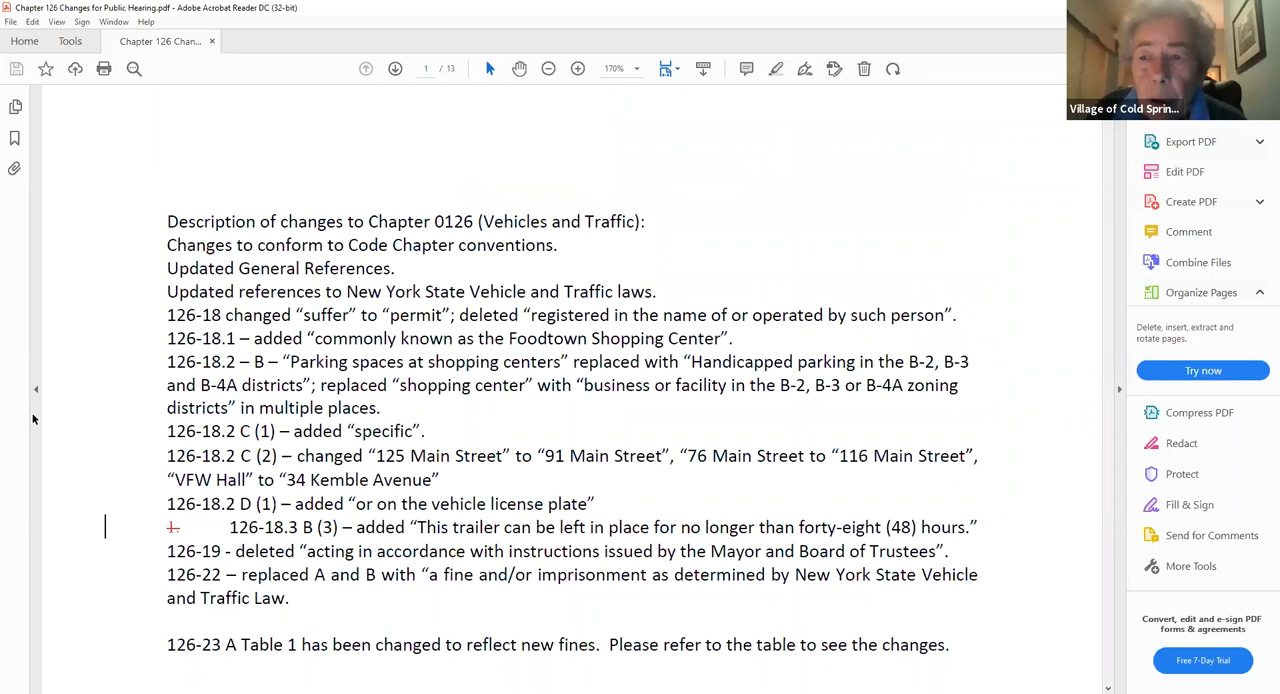 Chapter 126 Changes for Public Hearing.pdf - Adobe Acrobat Reader DC (32-bit)
File Edit View Sign Window Help
Home Tools Chapter 126 Chan... ×
1 / 13 170%
Village of Cold Sprin...
Description of changes to Chapter 0126 (Vehicles and Traffic):
Changes to conform to Code Chapter conventions.
Updated General References.
Updated references to New York State Vehicle and Traffic laws.
126-18 changed “suffer” to “permit”; deleted “registered in the name of or operated by such person”.
126-18.1 – added “commonly known as the Foodtown Shopping Center”.
126-18.2 – B – “Parking spaces at shopping centers” replaced with “Handicapped parking in the B-2, B-3
and B-4A districts”; replaced “shopping center” with “business or facility in the B-2, B-3 or B-4A zoning
districts” in multiple places.
126-18.2 C (1) – added “specific”.
126-18.2 C (2) – changed “125 Main Street” to “91 Main Street”, “76 Main Street to “116 Main Street”,
“VFW Hall” to “34 Kemble Avenue”
126-18.2 D (1) – added “or on the vehicle license plate”
1. 126-18.3 B (3) – added “This trailer can be left in place for no longer than forty-eight (48) hours.”
126-19 - deleted “acting in accordance with instructions issued by the Mayor and Board of Trustees”.
126-22 – replaced A and B with “a fine and/or imprisonment as determined by New York State Vehicle
and Traffic Law.
126-23 A Table 1 has been changed to reflect new fines.  Please refer to the table to see the changes.
Export PDF
Edit PDF
Create PDF
Comment
Combine Files
Organize Pages
Delete, insert, extract and
rotate pages.
Try now
Compress PDF
Redact
Protect
Fill & Sign
Send for Comments
More Tools
Convert, edit and e-sign PDF
forms & agreements
Free 7-Day Trial